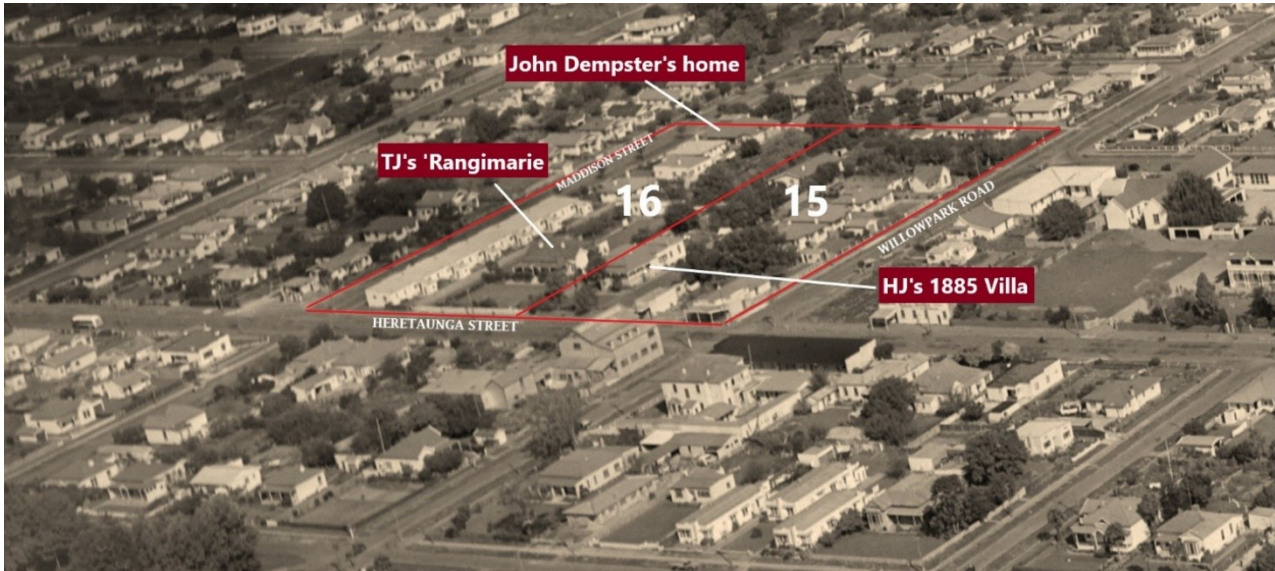 John Dempster's home
TJ's 'Rangimarie
MADDISON STREET
16
15
WILLOWPARK ROAD
HJ's 1885 Villa
HERETAUNGA STREET